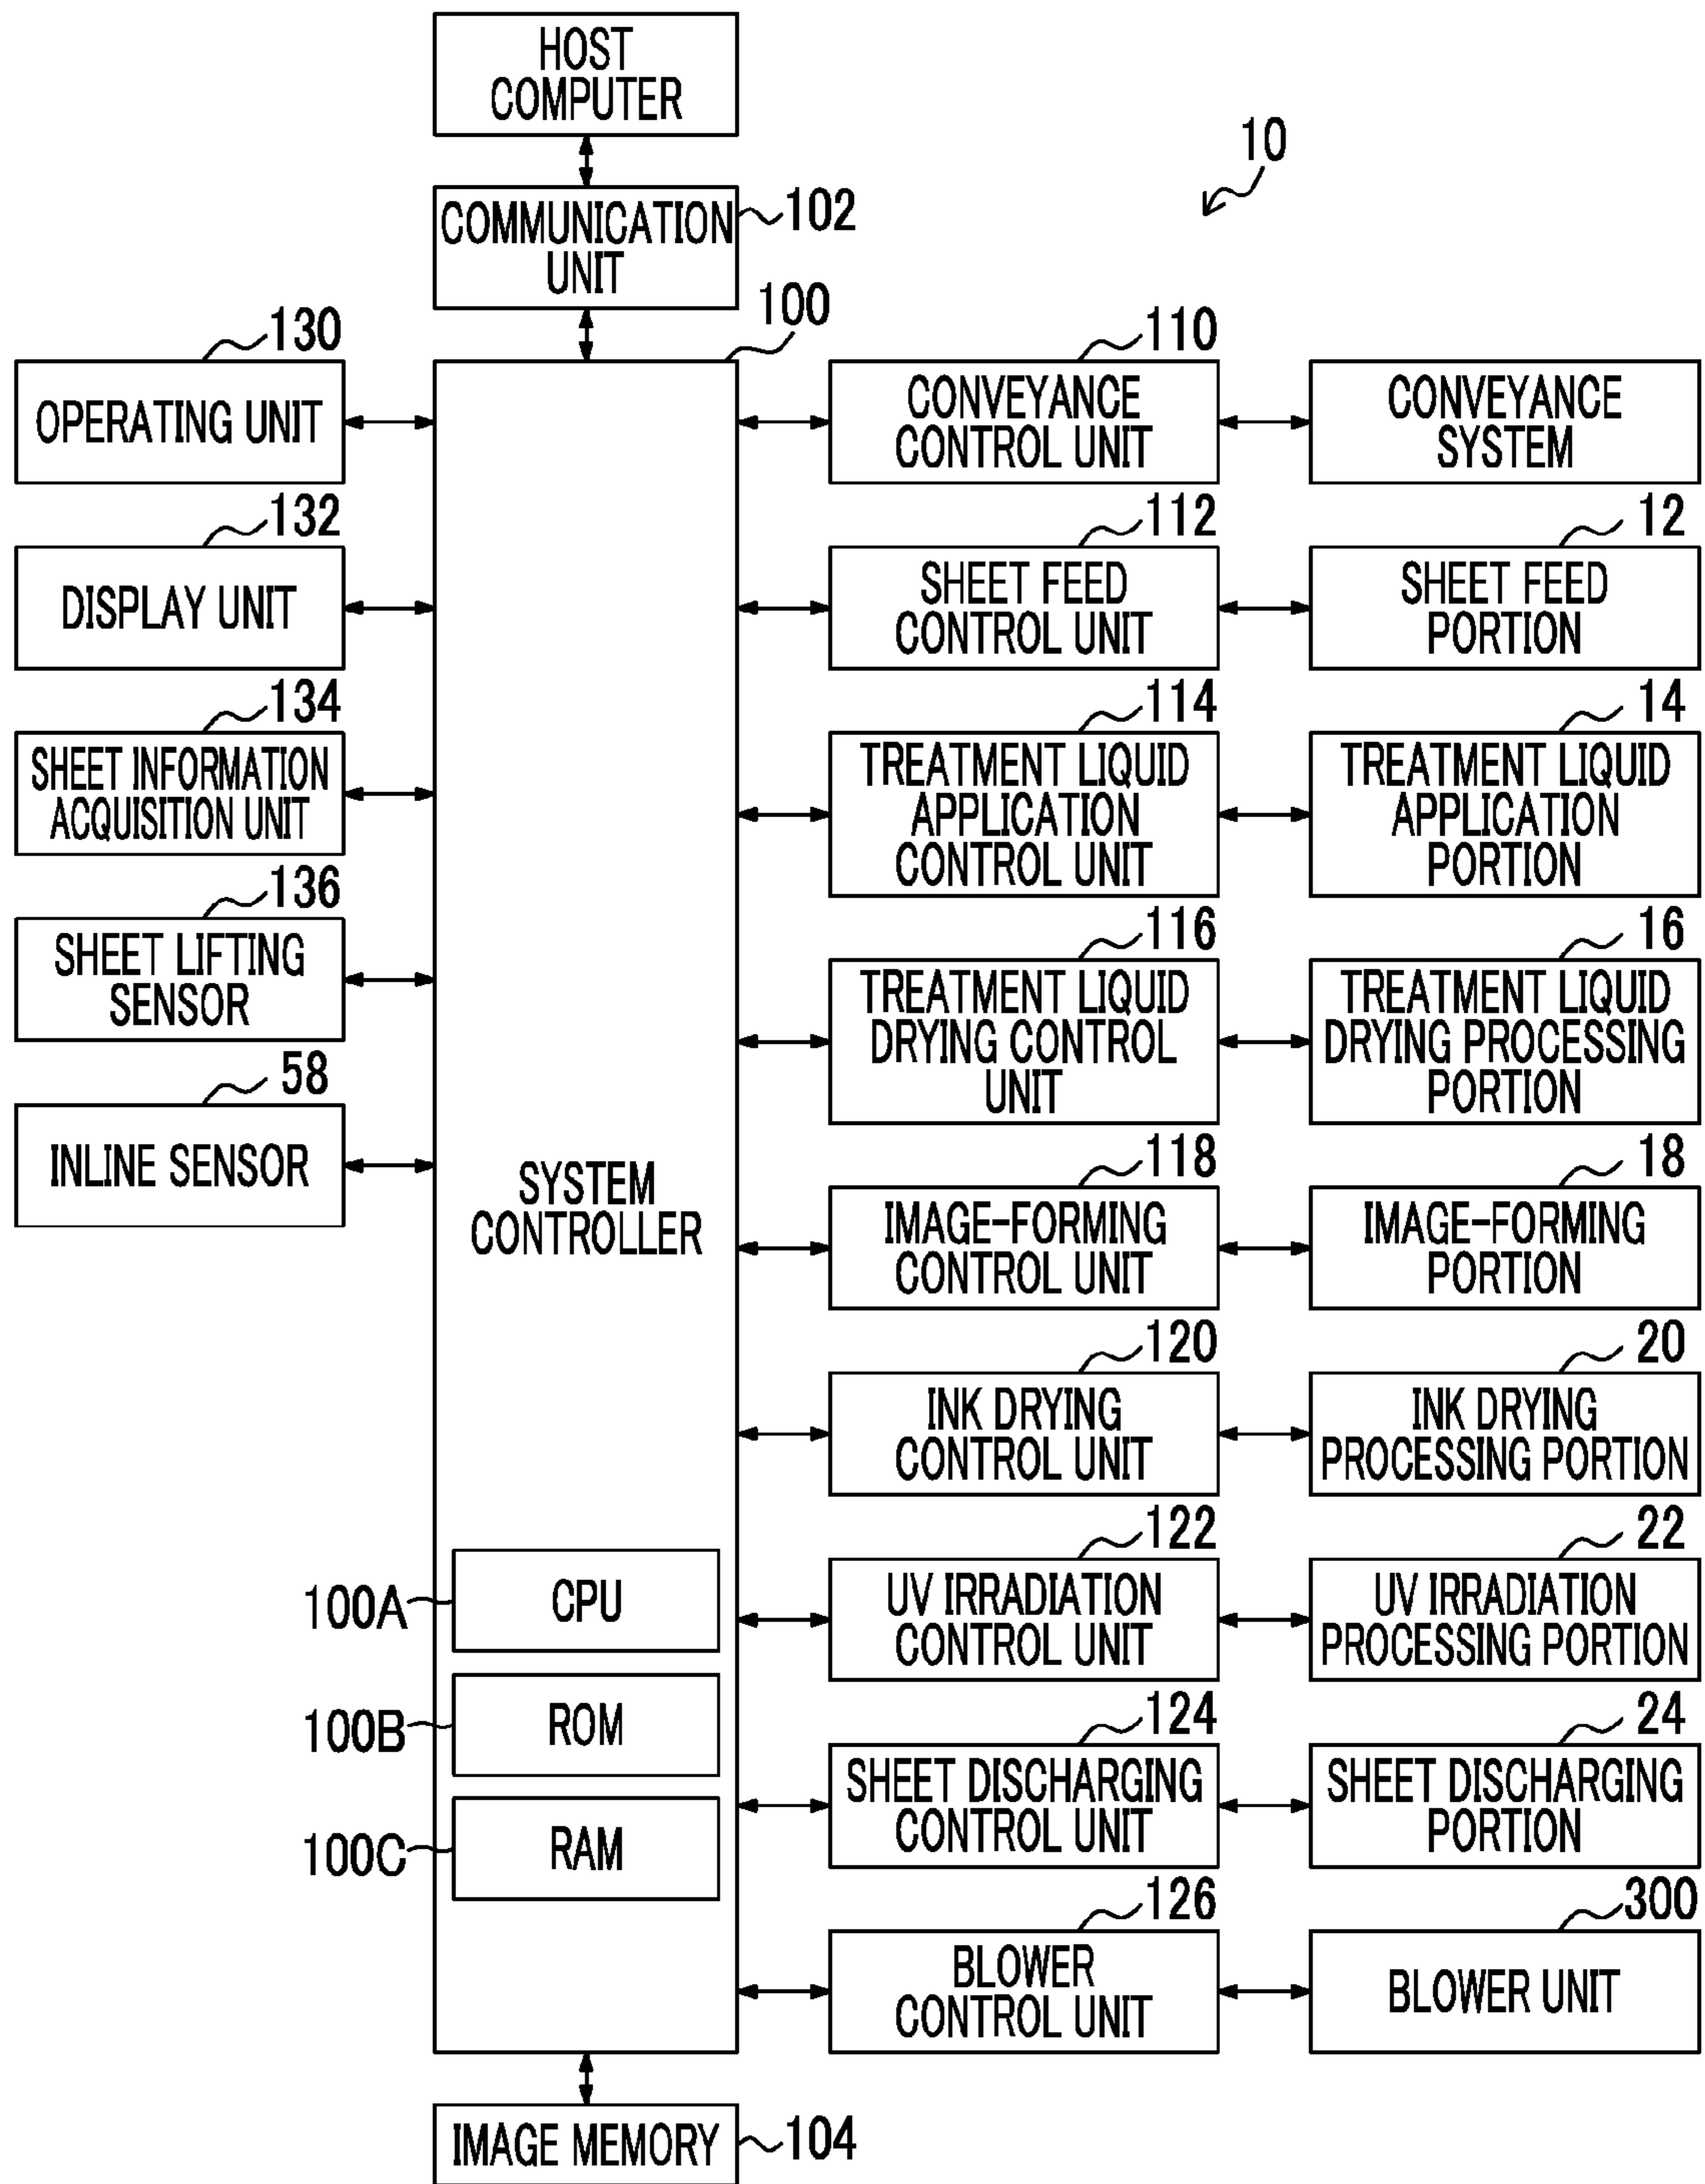 HOST
COMPUTER
10
COMMUNICATION
UNIT
102
100
130
OPERATING UNIT
132
DISPLAY UNIT
134
SHEET INFORMATION
ACQUISITION UNIT
136
SHEET LIFTING
SENSOR
58
INLINE SENSOR
SYSTEM
CONTROLLER
100A
CPU
100B
ROM
100C
RAM
110
CONVEYANCE
CONTROL UNIT
CONVEYANCE
SYSTEM
112
SHEET FEED
CONTROL UNIT
12
SHEET FEED
PORTION
114
TREATMENT LIQUID
APPLICATION
CONTROL UNIT
14
TREATMENT LIQUID
APPLICATION
PORTION
116
TREATMENT LIQUID
DRYING CONTROL
UNIT
16
TREATMENT LIQUID
DRYING PROCESSING
PORTION
118
IMAGE-FORMING
CONTROL UNIT
18
IMAGE-FORMING
PORTION
120
INK DRYING
CONTROL UNIT
20
INK DRYING
PROCESSING PORTION
122
UV IRRADIATION
CONTROL UNIT
22
UV IRRADIATION
PROCESSING PORTION
124
SHEET DISCHARGING
CONTROL UNIT
24
SHEET DISCHARGING
PORTION
126
BLOWER
CONTROL UNIT
300
BLOWER UNIT
IMAGE MEMORY
104